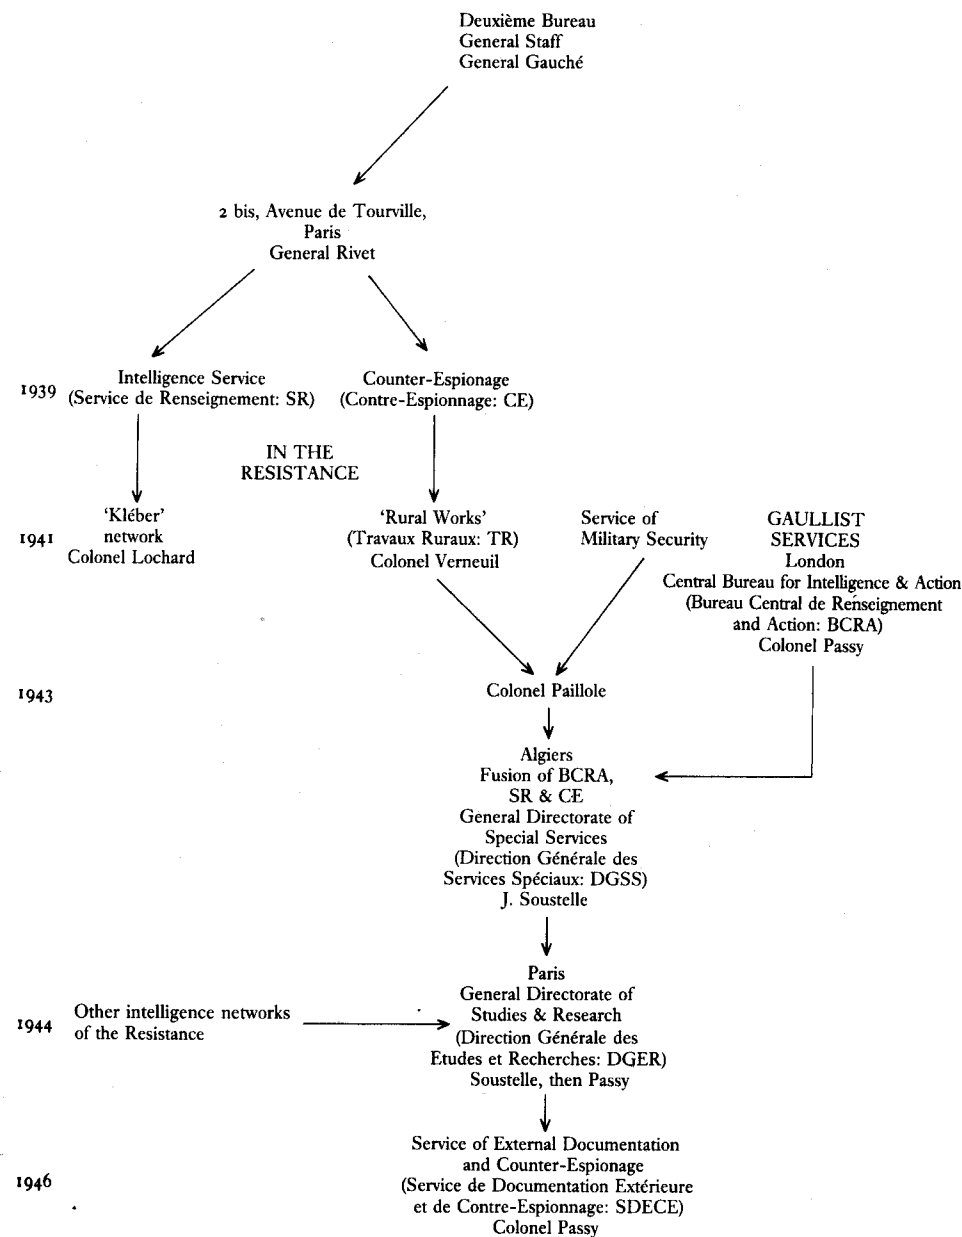 Deuxième Bureau
General Staff
General Gauché
2 bis, Avenue de Tourville,
Paris
General Rivet
1939
Intelligence Service
(Service de Renseignement: SR)
Counter-Espionage
(Contre-Espionnage: CE)
IN THE
RESISTANCE
1941
'Kléber'
network
Colonel Lochard
'Rural Works'
(Travaux Ruraux: TR)
Colonel Verneuil
Service of
Military Security
GAULLIST
SERVICES
London
Central Bureau for Intelligence & Action
(Bureau Central de Renseignement
and Action: BCRA)
Colonel Passy
1943
Colonel Paillole
Algiers
Fusion of BCRA,
SR & CE
General Directorate of
Special Services
(Direction Générale des
Services Spéciaux: DGSS)
J. Soustelle
1944
Other intelligence networks
of the Resistance
Paris
General Directorate of
Studies & Research
(Direction Générale des
Etudes et Recherches: DGER)
Soustelle, then Passy
1946
Service of External Documentation
and Counter-Espionage
(Service de Documentation Extérieure
et de Contre-Espionnage: SDECE)
Colonel Passy